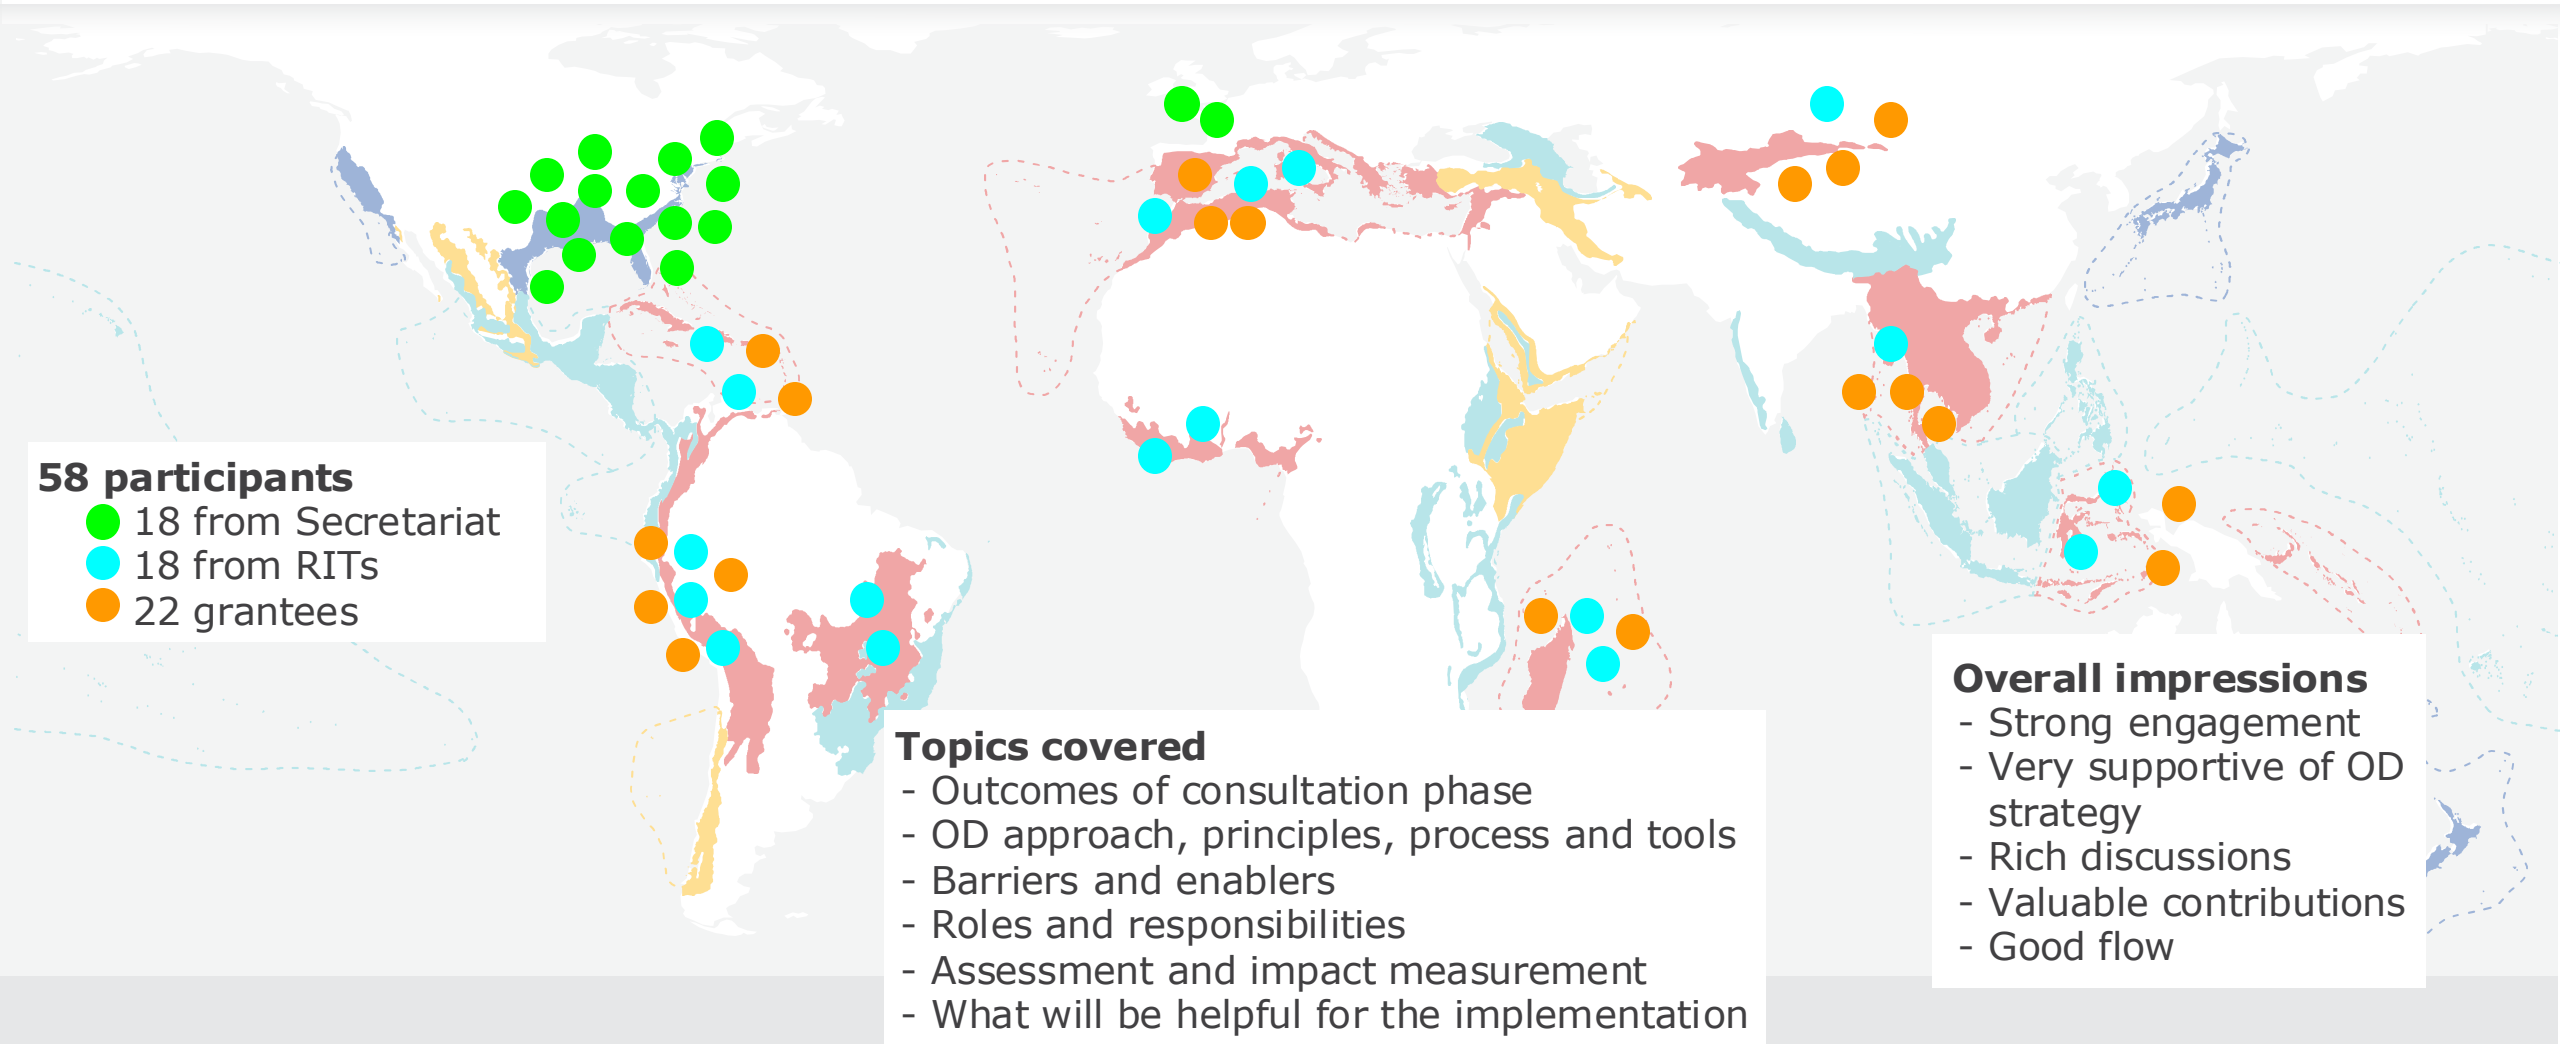 58 participants
18 from Secretariat
18 from RITs
22 grantees
Topics covered
- Outcomes of consultation phase
- OD approach, principles, process and tools
- Barriers and enablers
- Roles and responsibilities
- Assessment and impact measurement
- What will be helpful for the implementation
Overall impressions
- Strong engagement
- Very supportive of OD
strategy
- Rich discussions
- Valuable contributions
- Good flow